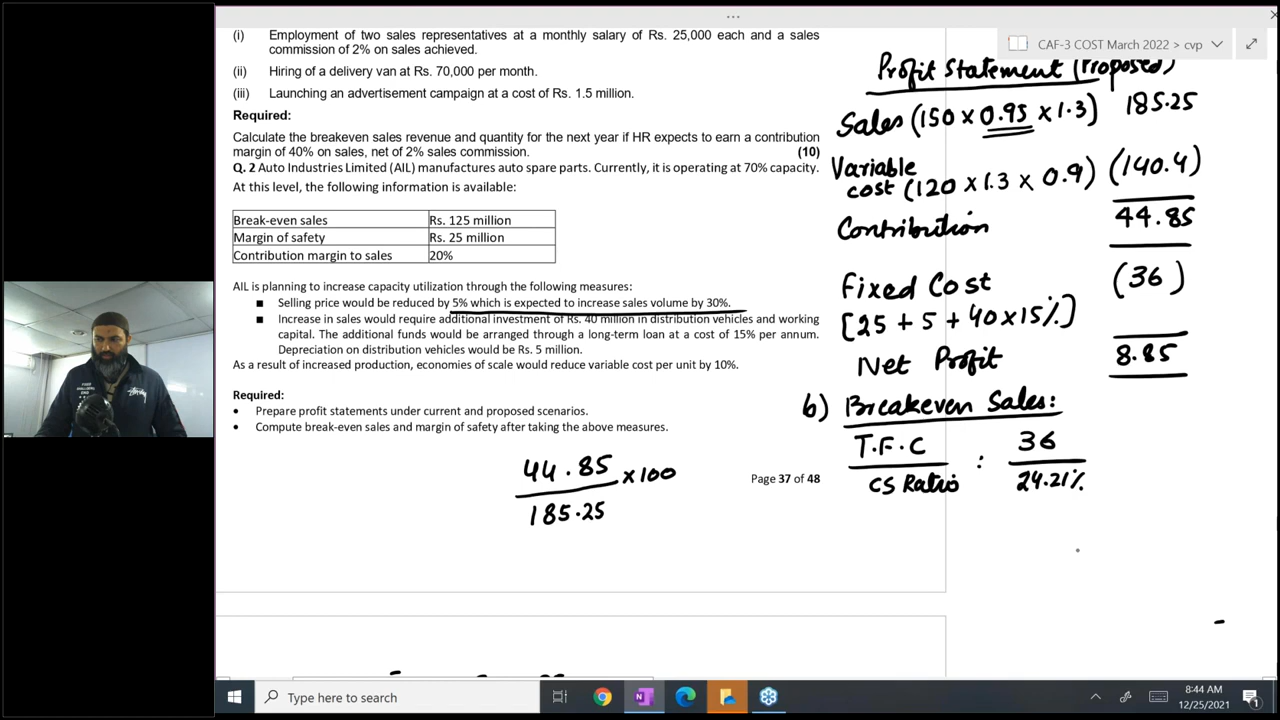 (i) Employment of two sales representatives at a monthly salary of Rs. 25,000 each and a sales
commission of 2% on sales achieved.
(ii) Hiring of a delivery van at Rs. 70,000 per month.
(iii) Launching an advertisement campaign at a cost of Rs. 1.5 million.
Required:
Calculate the breakeven sales revenue and quantity for the next year if HR expects to earn a contribution
margin of 40% on sales, net of 2% sales commission. (10)
Q. 2 Auto Industries Limited (AIL) manufactures auto spare parts. Currently, it is operating at 70% capacity.
At this level, the following information is available:
Break-even sales Rs. 125 million
Margin of safety Rs. 25 million
Contribution margin to sales 20%
AIL is planning to increase capacity utilization through the following measures:
■ Selling price would be reduced by 5% which is expected to increase sales volume by 30%.
■ Increase in sales would require additional investment of Rs. 40 million in distribution vehicles and working
capital. The additional funds would be arranged through a long-term loan at a cost of 15% per annum.
Depreciation on distribution vehicles would be Rs. 5 million.
As a result of increased production, economies of scale would reduce variable cost per unit by 10%.
Required:
• Prepare profit statements under current and proposed scenarios.
• Compute break-even sales and margin of safety after taking the above measures.
44.85 x100
185.25
Page 37 of 48
CAF-3 COST March 2022 > cvp
Profit Statement (Proposed)
Sales (150 x 0.95 x 1.3) 185.25
Variable
cost (120 x 1.3 x 0.9) (140.4)
Contribution 44.85
Fixed Cost (36)
[25 + 5 + 40x15%]
Net Profit 8.85
b) Breakeven Sales:
T.F.C : 36
CS Ratio 24.21%
Type here to search
8:44 AM
12/25/2021